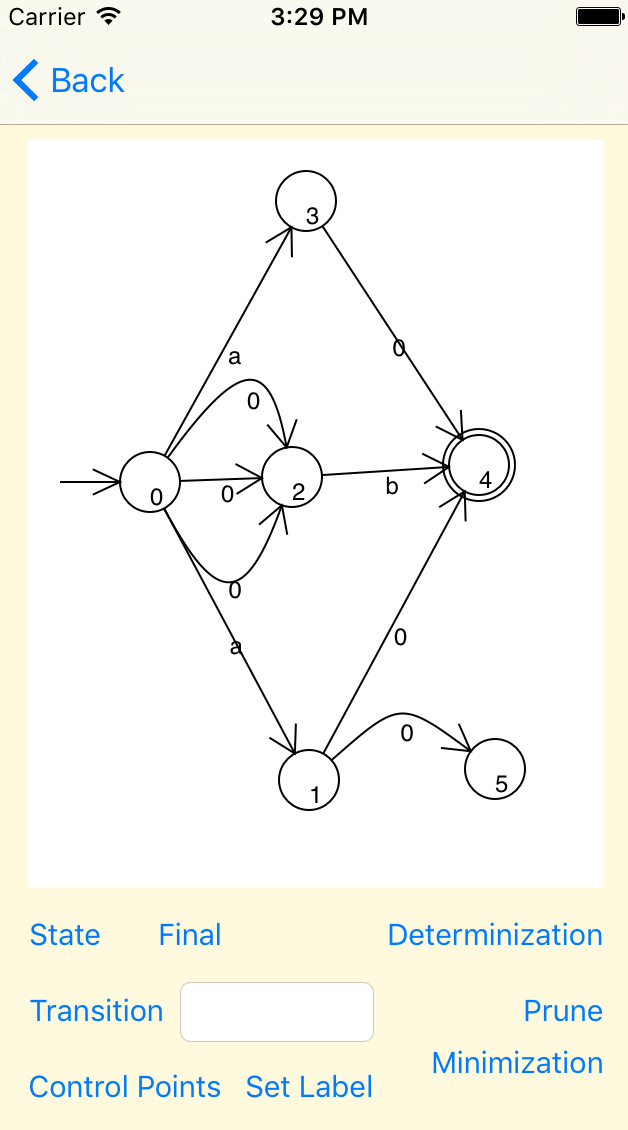 Carrier 3:29 PM
Back
3
a
0
0
0
0
2
b
4
0
a
0
0
1
5
State Final Determinization
Transition Prune
Minimization
Control Points Set Label